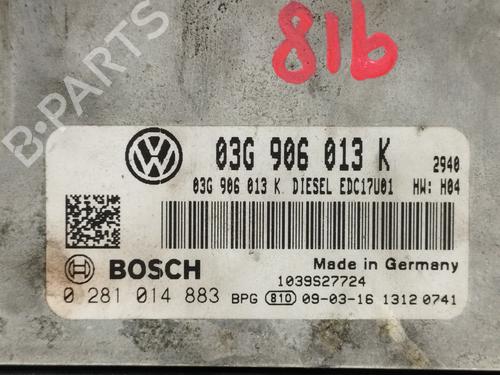 81b
B-PARTS
03G 906 013 K
2940
03G 906 013 K DIESEL EDC17U01 HW: H04
Made in Germany
BOSCH
1039S27724
0 281 014 883 BPG 810 09-03-16 1312 0741